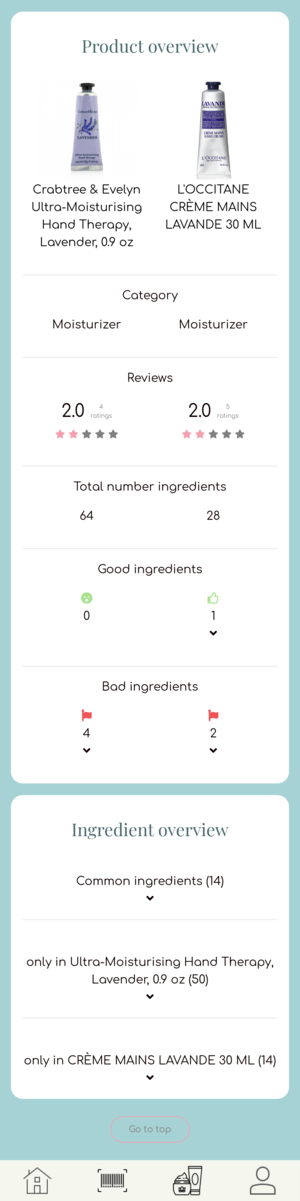 Product overview
LAVENDER
LAVANDE
L'OCCITANE
Crabtree & Evelyn
Ultra-Moisturising
Hand Therapy,
Lavender, 0.9 oz
L'OCCITANE
CRÈME MAINS
LAVANDE 30 ML
Category
Moisturizer
Moisturizer
Reviews
2.0
4
ratings
2.0
5
ratings
Total number ingredients
64
28
Good ingredients
0
1
Bad ingredients
4
2
Ingredient overview
Common ingredients (14)
only in Ultra-Moisturising Hand Therapy,
Lavender, 0.9 oz (50)
only in CRÈME MAINS LAVANDE 30 ML (14)
Go to top